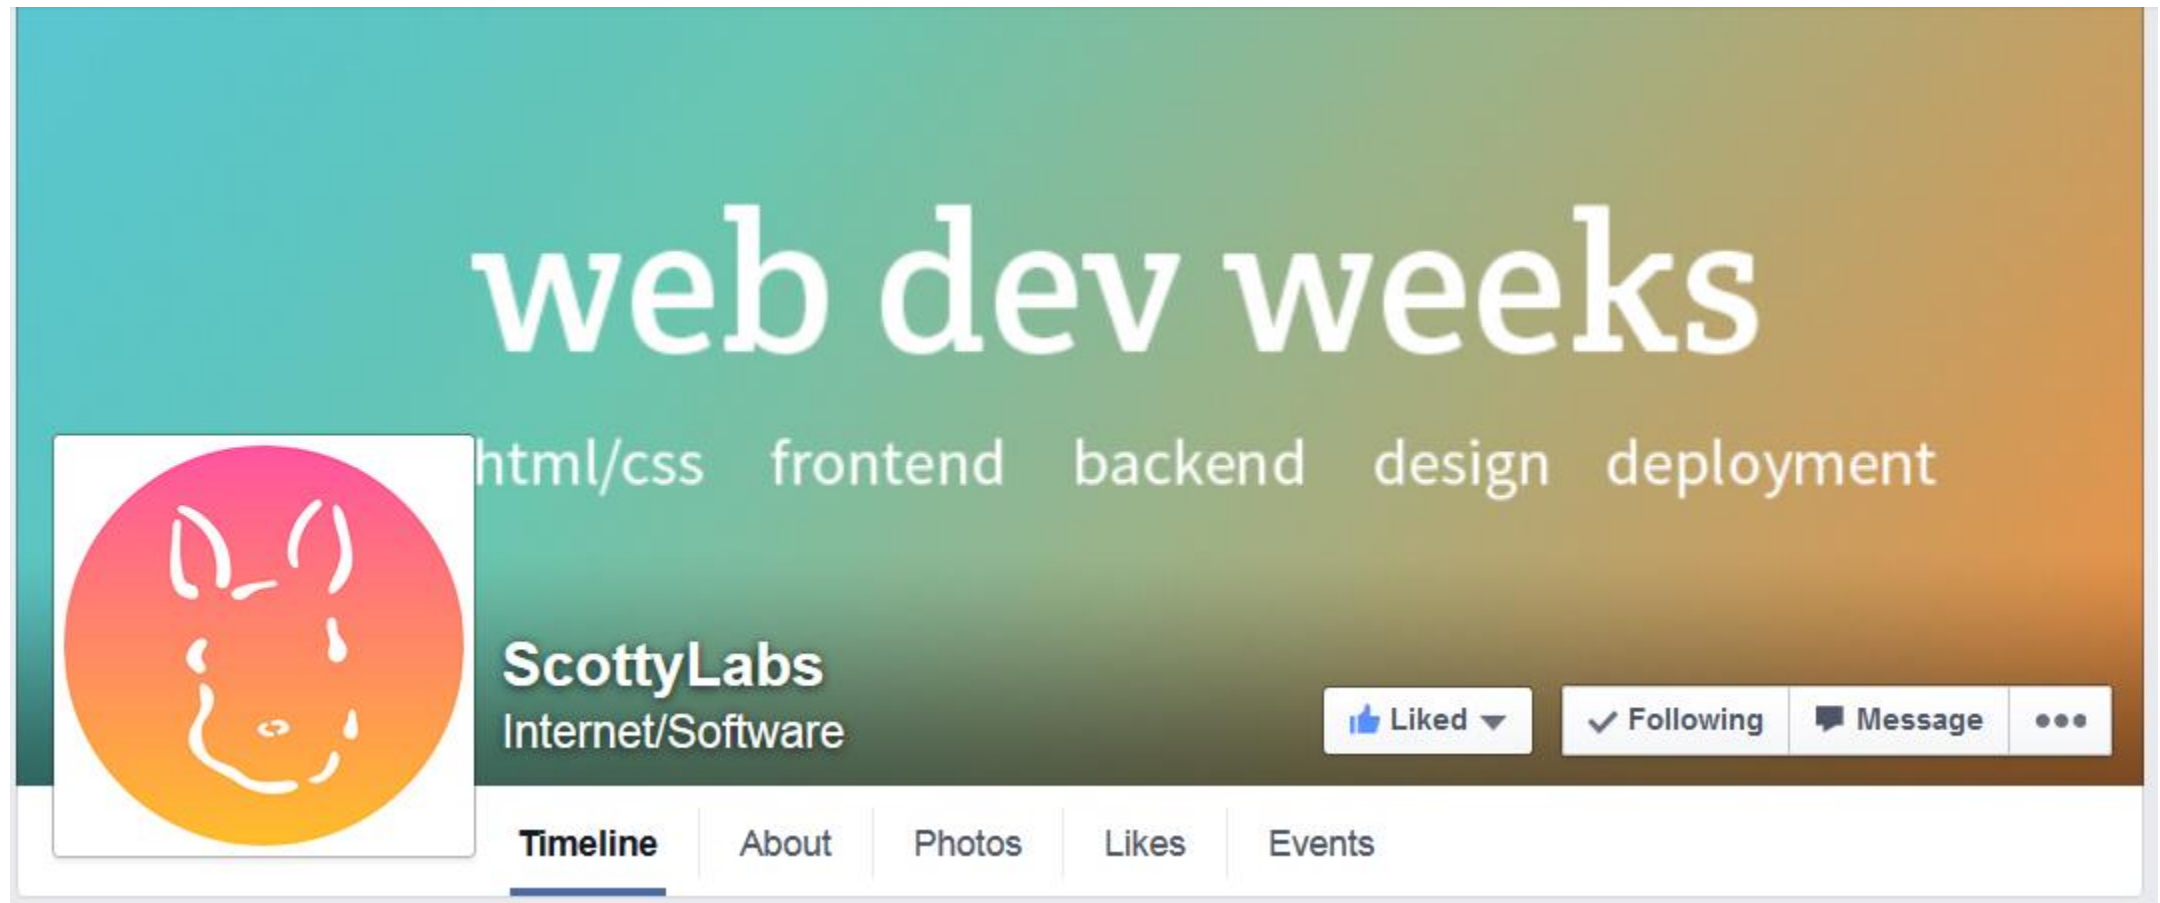 web dev weeks
html/css frontend backend design deployment
ScottyLabs
Internet/Software
Liked Following Message
Timeline About Photos Likes Events